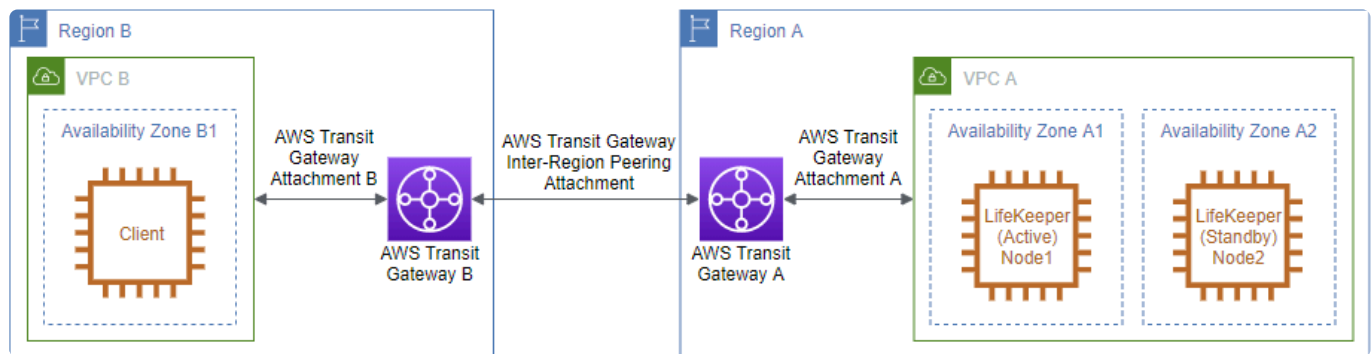 Region B
VPC B
Availability Zone B1
Client
AWS Transit
Gateway
Attachment B
AWS Transit
Gateway B
AWS Transit Gateway
Inter-Region Peering
Attachment
Region A
AWS Transit
Gateway A
AWS Transit
Gateway
Attachment A
VPC A
Availability Zone A1
LifeKeeper
(Active)
Node1
Availability Zone A2
LifeKeeper
(Standby)
Node2